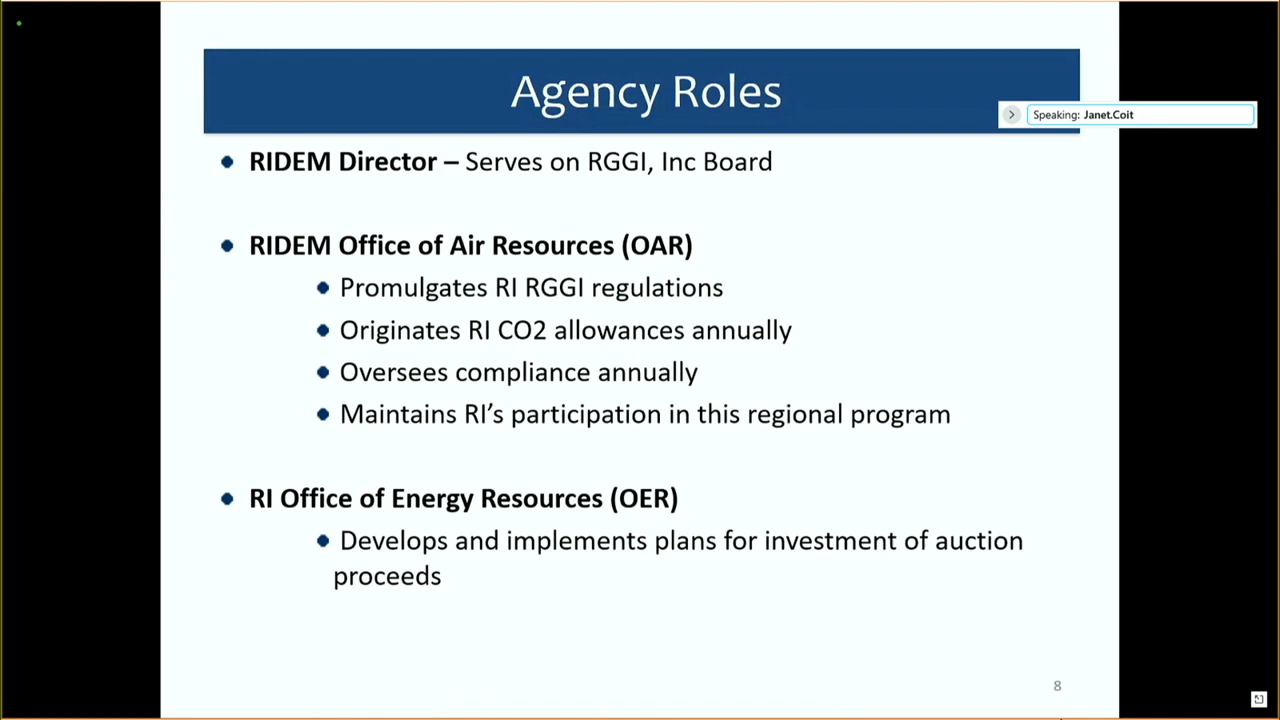 Agency Roles
Speaking: Janet.Coit
RIDEM Director – Serves on RGGI, Inc Board
RIDEM Office of Air Resources (OAR)
Promulgates RI RGGI regulations
Originates RI CO2 allowances annually
Oversees compliance annually
Maintains RI’s participation in this regional program
RI Office of Energy Resources (OER)
Develops and implements plans for investment of auction
proceeds
8